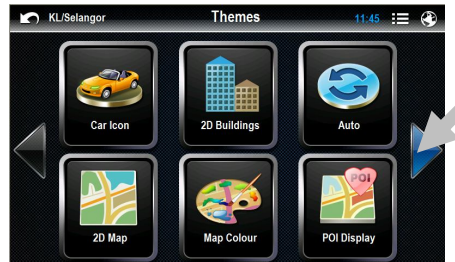 KL/Selangor Themes 11:45
Car Icon 2D Buildings Auto
POI
2D Map Map Colour POI Display